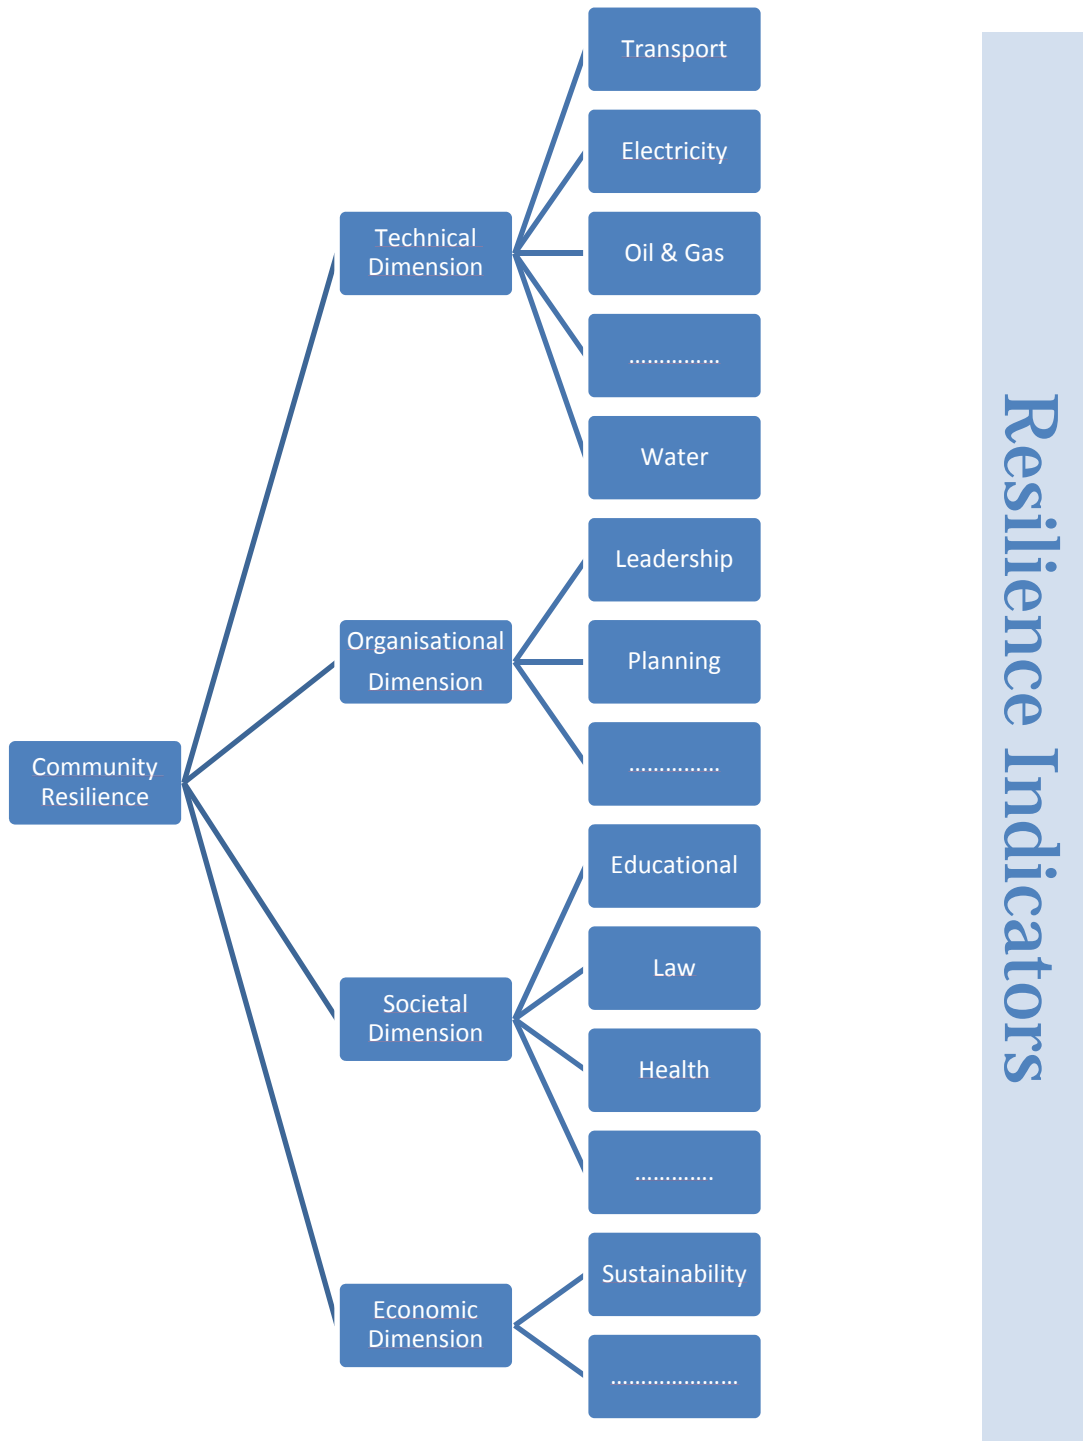 Transport
Electricity
Technical
Dimension
Oil & Gas
……………
Water
Leadership
Organisational
Dimension
Planning
……………
Community
Resilience
Educational
Law
Societal
Dimension
Health
………….
Sustainability
Economic
Dimension
…………………
Resilience Indicators